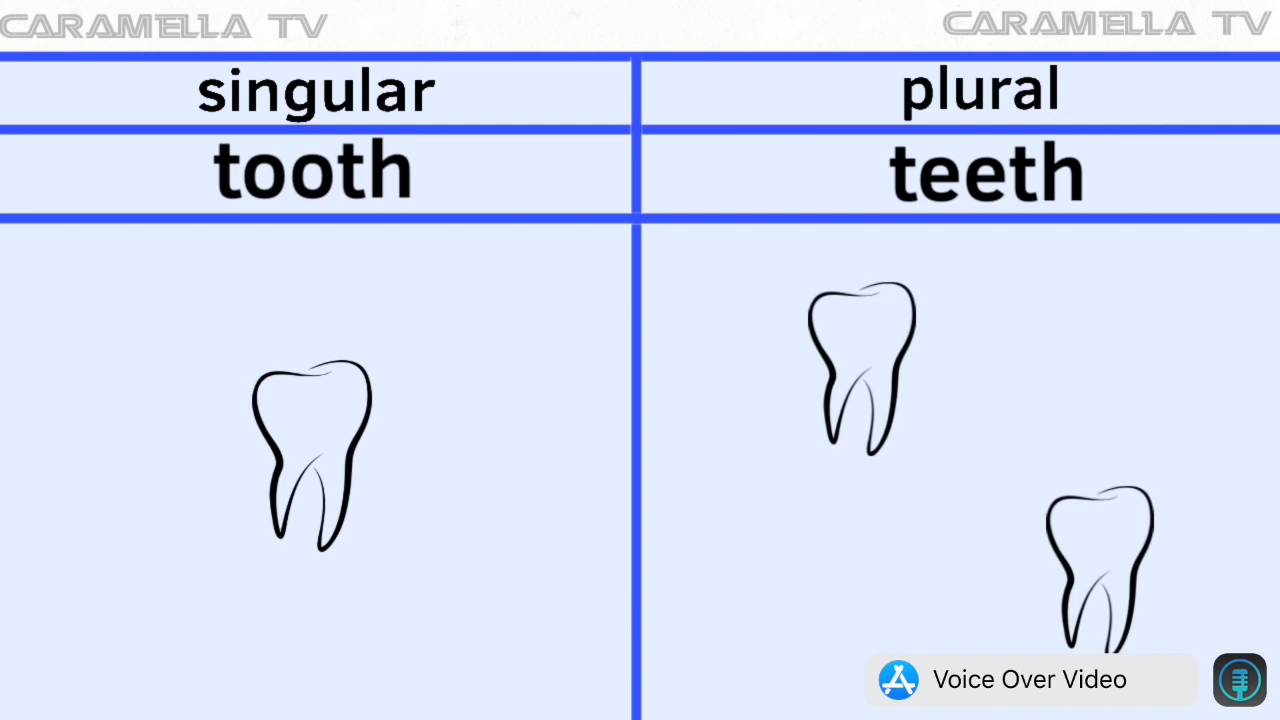 CARAMELLA TV CARAMELLA TV
singular plural
tooth teeth
Voice Over Video